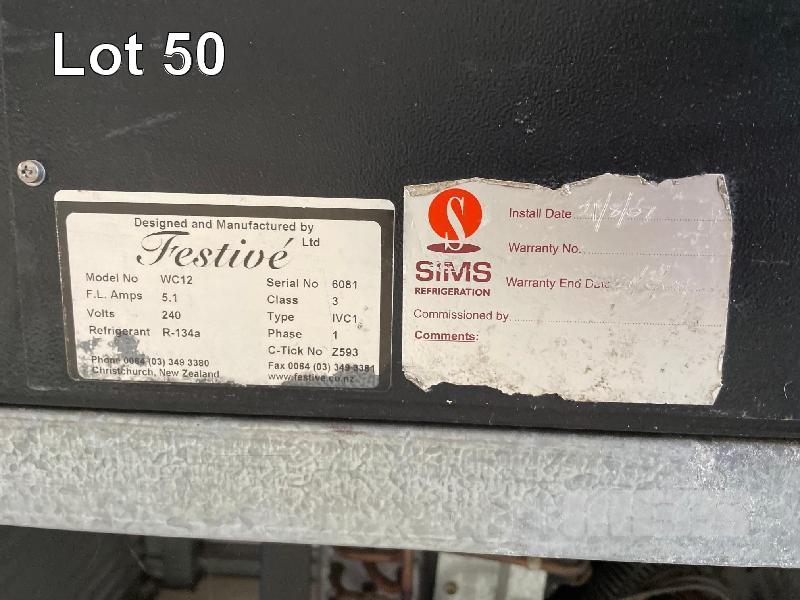 Lot 50
Designed and Manufactured by
Festivé Ltd
Model No WC12
F.L. Amps 5.1
Volts 240
Refrigerant R-134a
Serial No 6081
Class 3
Type IVC1
Phase 1
C-Tick No Z593
Phone 0064 (03) 349 3380
Christchurch, New Zealand
Fax 0064 (03) 349 3381
www.festive.co.nz
S
SIMS
REFRIGERATION
Install Date
Warranty No.
Warranty End Date
Commissioned by
Comments: